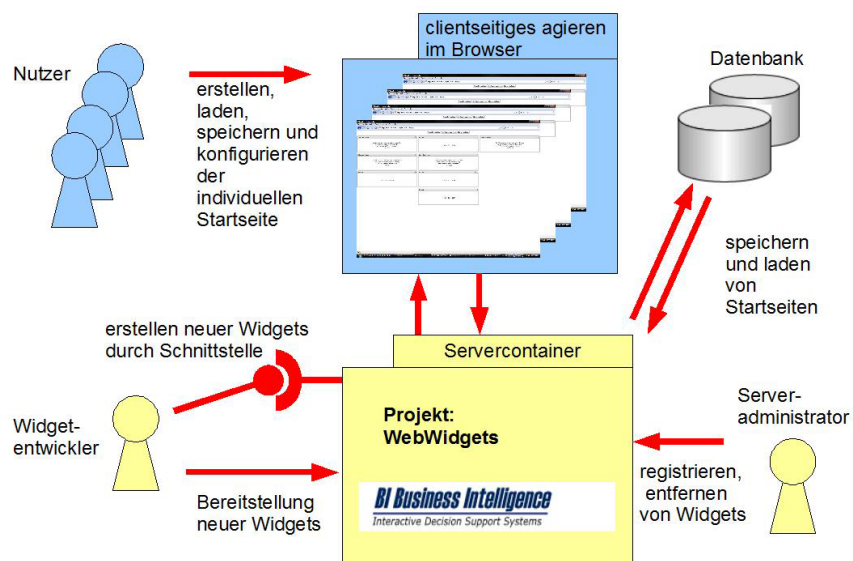 clientseitiges agieren
im Browser
Nutzer
erstellen,
laden,
speichern und
konfigurieren
der
individuellen
Startseite
Datenbank
speichern
und laden
von
Startseiten
erstellen neuer Widgets
durch Schnittstelle
Servercontainer
Projekt:
WebWidgets
BI Business Intelligence
Interactive Decision Support Systems
Widget-
entwickler
Bereitstellung
neuer Widgets
Server-
administrator
registrieren,
entfernen
von Widgets